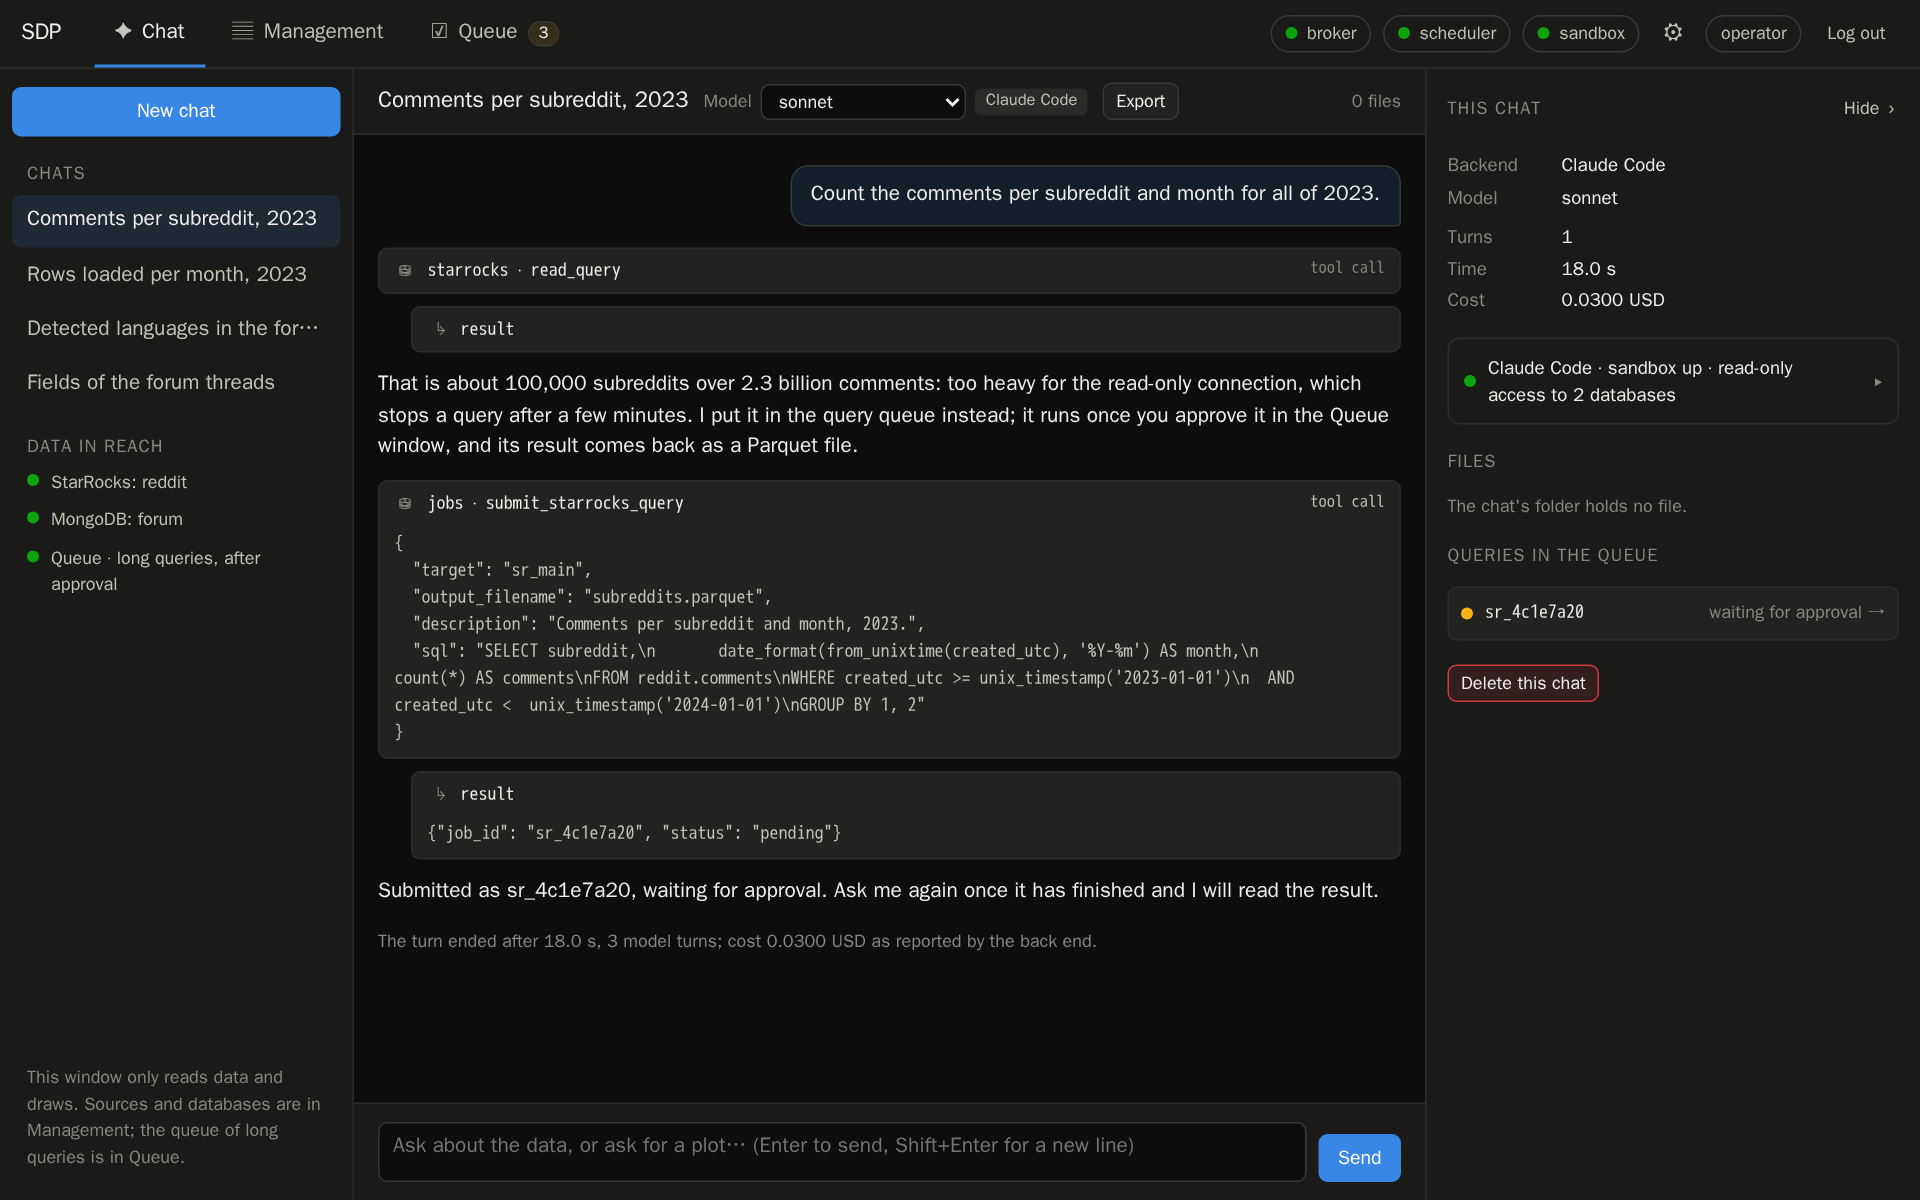 SDP
Chat
Management
Queue 3
broker
scheduler
sandbox
operator
Log out
New chat
CHATS
Comments per subreddit, 2023
Rows loaded per month, 2023
Detected languages in the for···
Fields of the forum threads
DATA IN REACH
StarRocks: reddit
MongoDB: forum
Queue · long queries, after
approval
This window only reads data and
draws. Sources and databases are in
Management; the queue of long
queries is in Queue.
Comments per subreddit, 2023
Model
sonnet
Claude Code
Export
0 files
Count the comments per subreddit and month for all of 2023.
starrocks · read_query
tool call
↳ result
That is about 100,000 subreddits over 2.3 billion comments: too heavy for the read-only connection, which
stops a query after a few minutes. I put it in the query queue instead; it runs once you approve it in the Queue
window, and its result comes back as a Parquet file.
jobs · submit_starrocks_query
tool call
{
"target": "sr_main",
"output_filename": "subreddits.parquet",
"description": "Comments per subreddit and month, 2023.",
"sql": "SELECT subreddit,\n       date_format(from_unixtime(created_utc), '%Y-%m') AS month,\n
count(*) AS comments\nFROM reddit.comments\nWHERE created_utc >= unix_timestamp('2023-01-01')\n  AND
created_utc <  unix_timestamp('2024-01-01')\nGROUP BY 1, 2"
}
↳ result
{"job_id": "sr_4c1e7a20", "status": "pending"}
Submitted as sr_4c1e7a20, waiting for approval. Ask me again once it has finished and I will read the result.
The turn ended after 18.0 s, 3 model turns; cost 0.0300 USD as reported by the back end.
Ask about the data, or ask for a plot··· (Enter to send, Shift+Enter for a new line)
Send
THIS CHAT
Hide ›
Backend Claude Code
Model sonnet
Turns 1
Time 18.0 s
Cost 0.0300 USD
Claude Code · sandbox up · read-only
access to 2 databases
FILES
The chat's folder holds no file.
QUERIES IN THE QUEUE
sr_4c1e7a20
waiting for approval →
Delete this chat